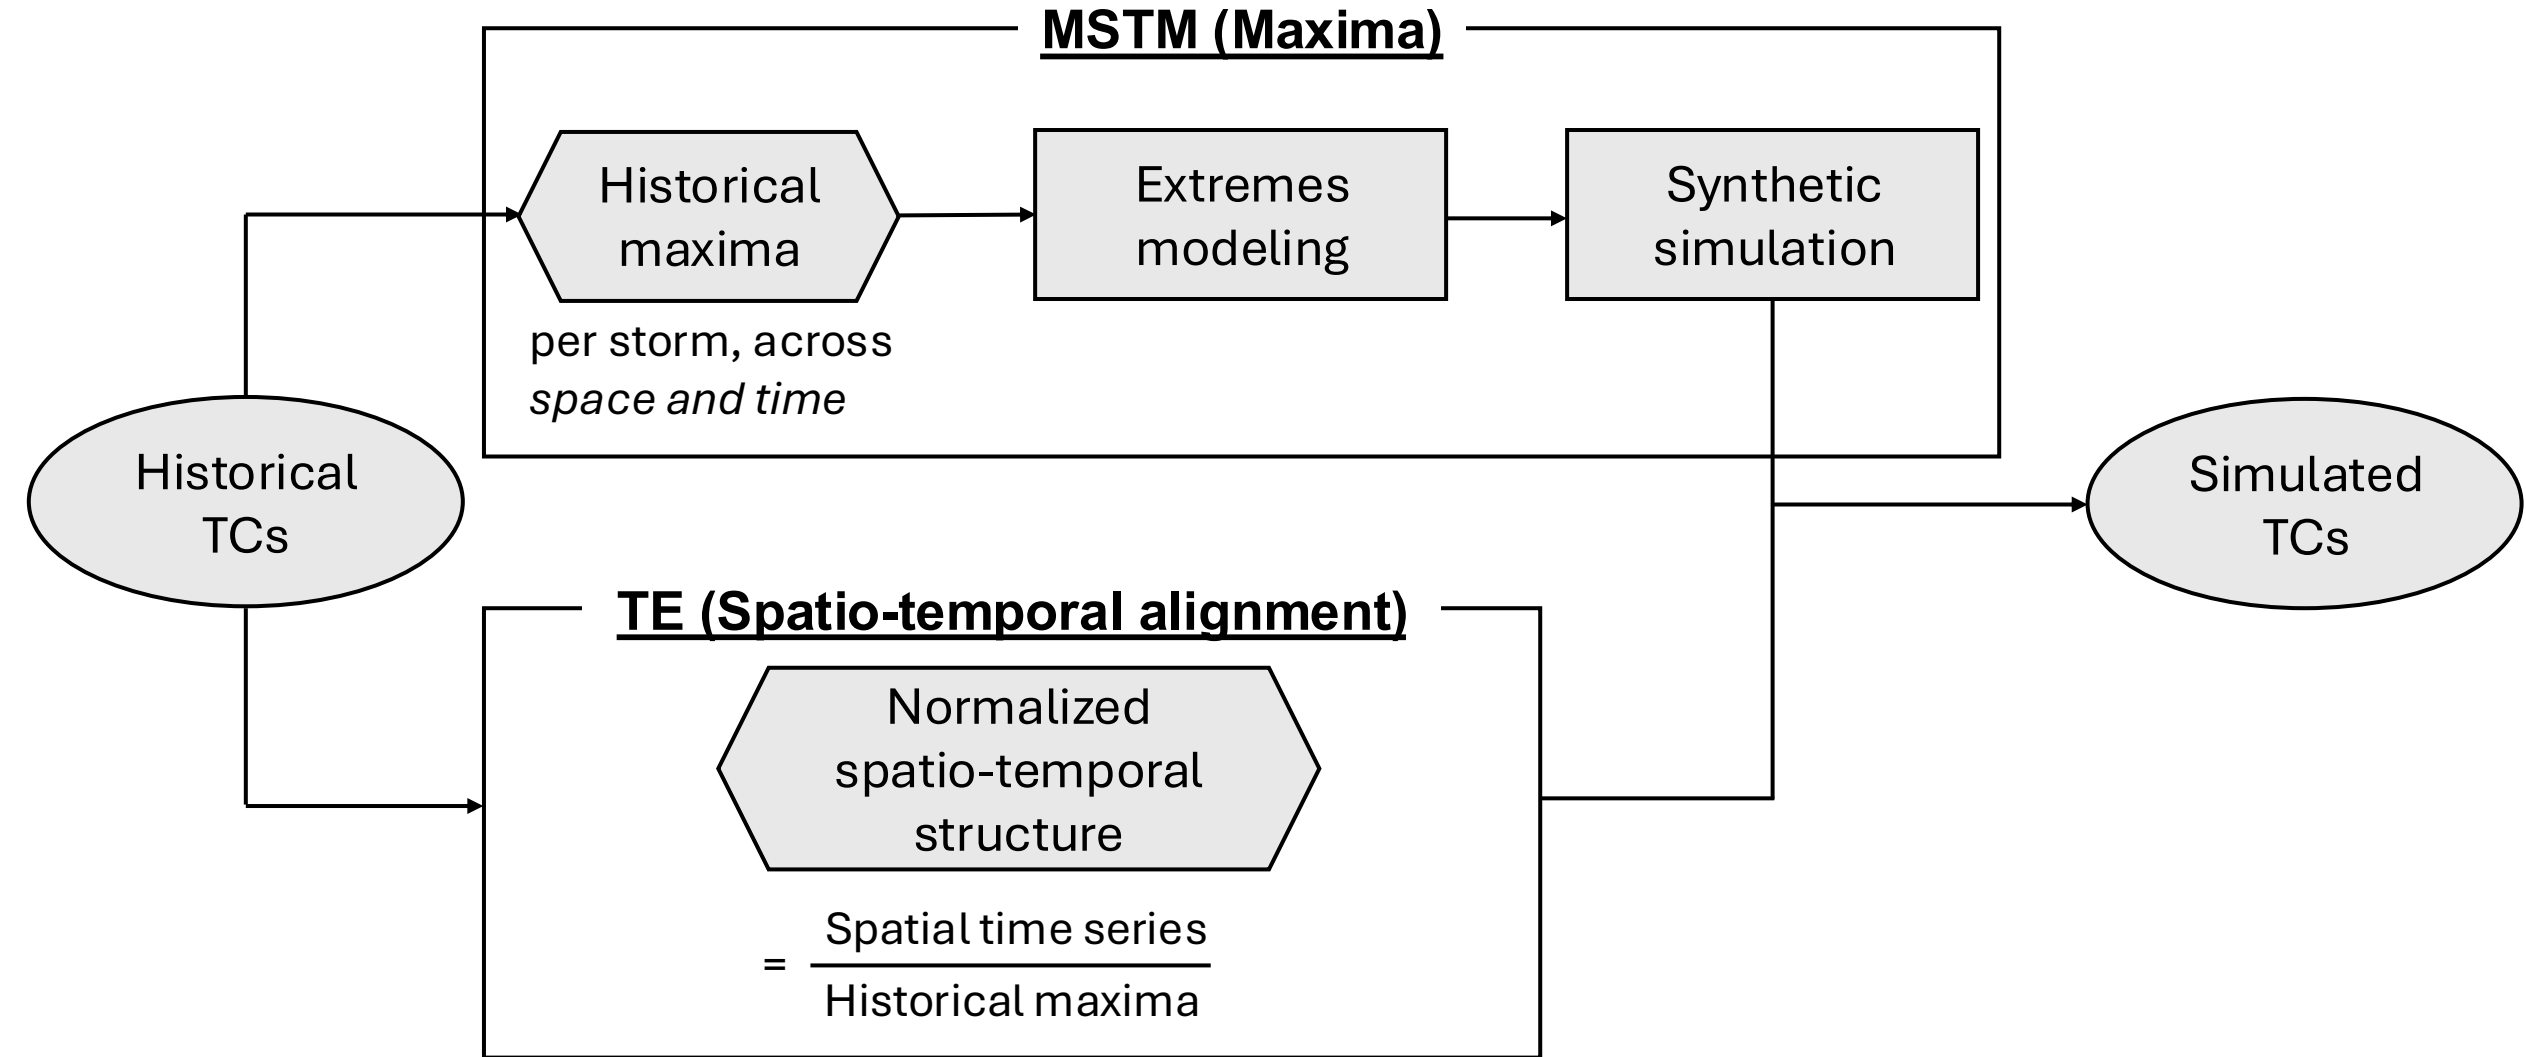 MSTM (Maxima)
Historical
maxima
per storm, across
space and time
Extremes
modeling
Synthetic
simulation
Historical
TCs
Simulated
TCs
TE (Spatio-temporal alignment)
Normalized
spatio-temporal
structure
Spatial time series
=
Historical maxima